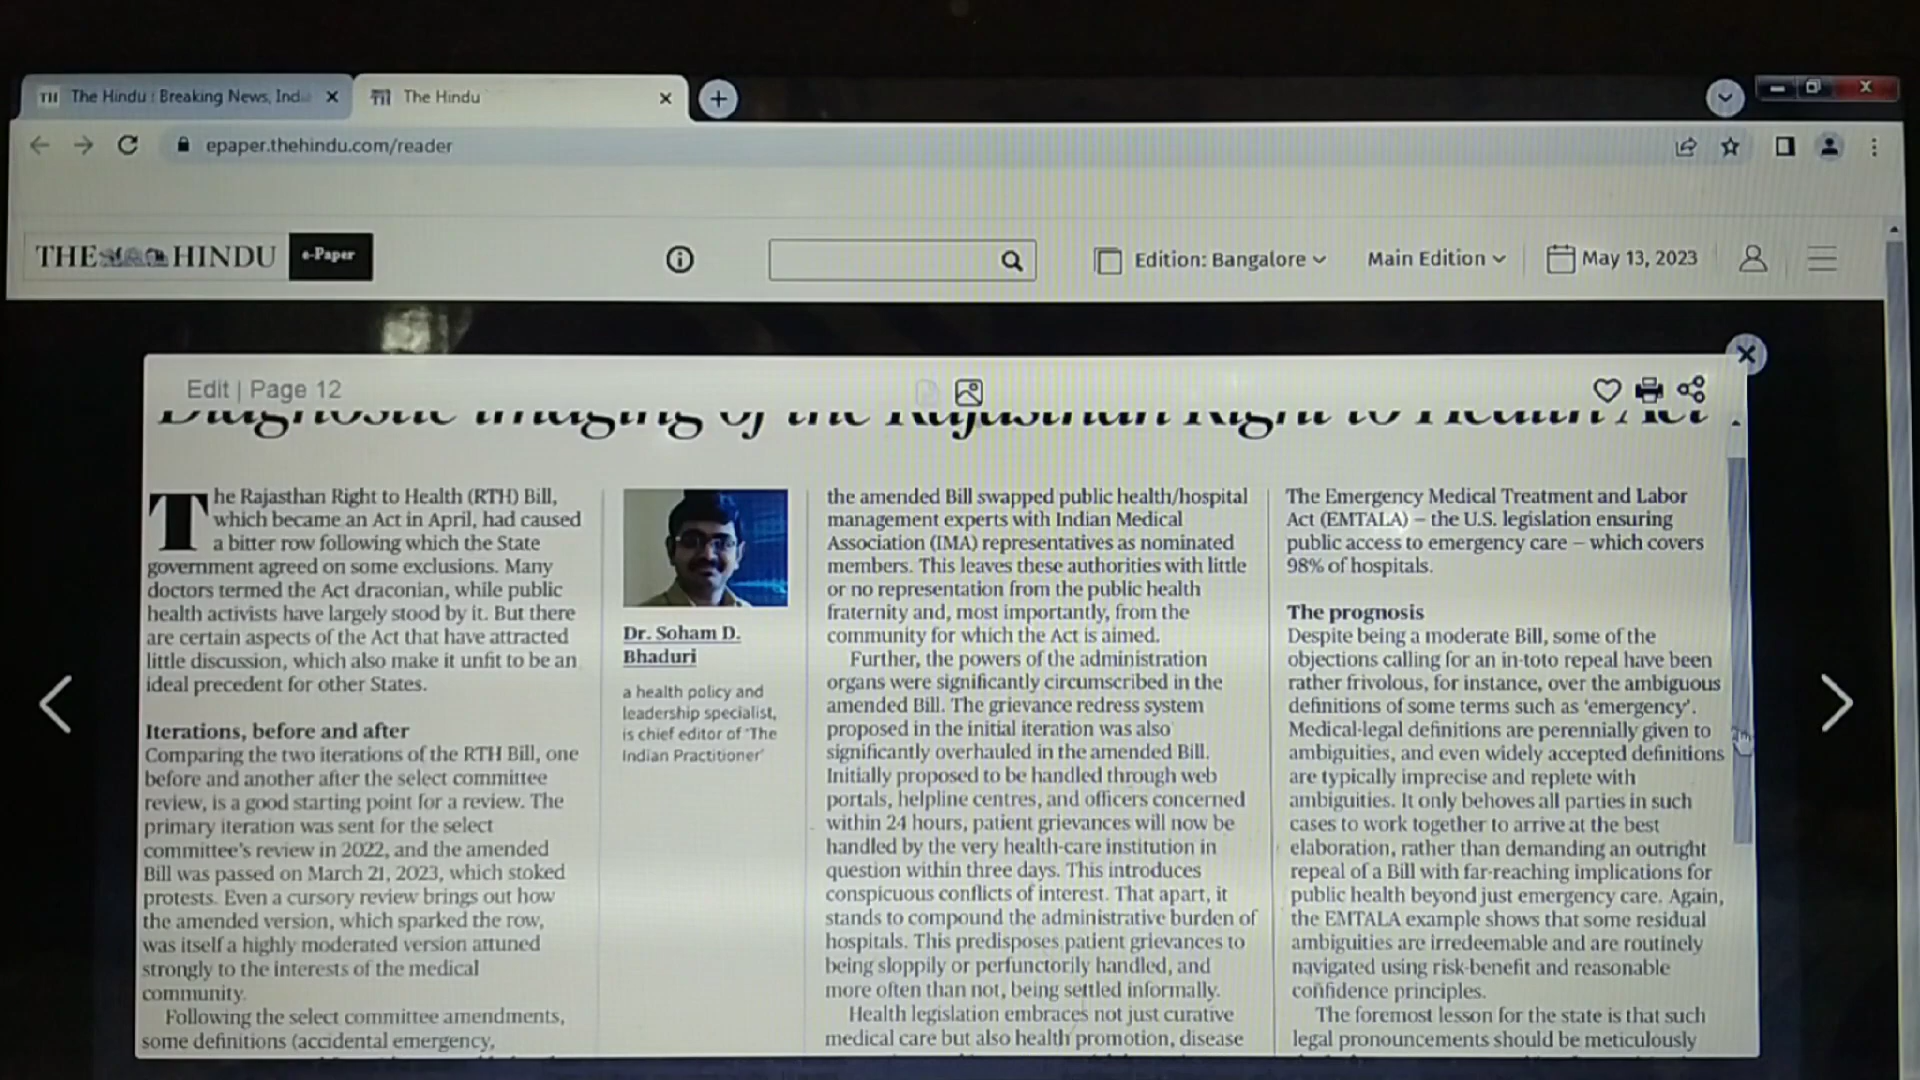 The Hindu : Breaking News, Indi
The Hindu
epaper.thehindu.com/reader
THE HINDU
e-Paper
Edition: Bangalore
Main Edition
May 13, 2023
Edit | Page 12
Diagnostic imaging of the Rajasthan Right to Health Act
The Rajasthan Right to Health (RTH) Bill,
which became an Act in April, had caused
a bitter row following which the State
government agreed on some exclusions. Many
doctors termed the Act draconian, while public
health activists have largely stood by it. But there
are certain aspects of the Act that have attracted
little discussion, which also make it unfit to be an
ideal precedent for other States.
Iterations, before and after
Comparing the two iterations of the RTH Bill, one
before and another after the select committee
review, is a good starting point for a review. The
primary iteration was sent for the select
committee's review in 2022, and the amended
Bill was passed on March 21, 2023, which stoked
protests. Even a cursory review brings out how
the amended version, which sparked the row,
was itself a highly moderated version attuned
strongly to the interests of the medical
community.
Following the select committee amendments,
some definitions (accidental emergency,
Dr. Soham D.
Bhaduri
a health policy and
leadership specialist,
is chief editor of 'The
Indian Practitioner'
the amended Bill swapped public health/hospital
management experts with Indian Medical
Association (IMA) representatives as nominated
members. This leaves these authorities with little
or no representation from the public health
fraternity and, most importantly, from the
community for which the Act is aimed.
Further, the powers of the administration
organs were significantly circumscribed in the
amended Bill. The grievance redress system
proposed in the initial iteration was also
significantly overhauled in the amended Bill.
Initially proposed to be handled through web
portals, helpline centres, and officers concerned
within 24 hours, patient grievances will now be
handled by the very health-care institution in
question within three days. This introduces
conspicuous conflicts of interest. That apart, it
stands to compound the administrative burden of
hospitals. This predisposes patient grievances to
being sloppily or perfunctorily handled, and
more often than not, being settled informally.
Health legislation embraces not just curative
medical care but also health promotion, disease
The Emergency Medical Treatment and Labor
Act (EMTALA) – the U.S. legislation ensuring
public access to emergency care – which covers
98% of hospitals.
The prognosis
Despite being a moderate Bill, some of the
objections calling for an in-toto repeal have been
rather frivolous, for instance, over the ambiguous
definitions of some terms such as 'emergency'.
Medical-legal definitions are perennially given to
ambiguities, and even widely accepted definitions
are typically imprecise and replete with
ambiguities. It only behoves all parties in such
cases to work together to arrive at the best
elaboration, rather than demanding an outright
repeal of a Bill with far-reaching implications for
public health beyond just emergency care. Again,
the EMTALA example shows that some residual
ambiguities are irredeemable and are routinely
navigated using risk-benefit and reasonable
confidence principles.
The foremost lesson for the state is that such
legal pronouncements should be meticulously